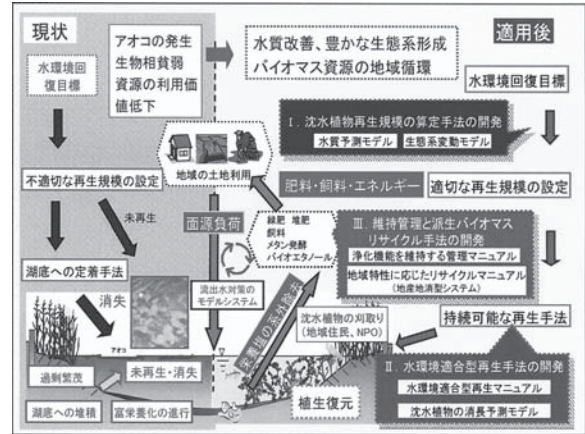 現状
アオコの発生
生物相貧弱
資源の利用価
値低下
水質改善、豊かな生態系形成
バイオマス資源の地域循環
適用後
水環境回
復目標
水環境回復目標
Ⅰ. 沈水植物再生規模の算定手法の開発
水質予測モデル
生態系変動モデル
地域の土地利用
不適切な再生規模の設定
肥料・飼料・エネルギー
適切な再生規模の設定
未再生
面源負荷
緑肥 堆肥
飼料
メタン発酵
バイオエタノール
Ⅲ. 維持管理と派生バイオマス
リサイクル手法の開発
浄化機能を維持する管理マニュアル
地域特性に応じたリサイクルマニュアル
(地産地消型システム)
湖底への定着手法
消失
流出水対策の
モデルシステム
栄養塩の系外除去
沈水植物の刈取り
(地域住民、NPO)
持続可能な再生手法
アオコ
過剰繁茂
未再生・消失
湖底への堆積
富栄養化の進行
植生復元
Ⅱ. 水環境適合型再生手法の開発
水環境適合型再生マニュアル
沈水植物の消長予測モデル